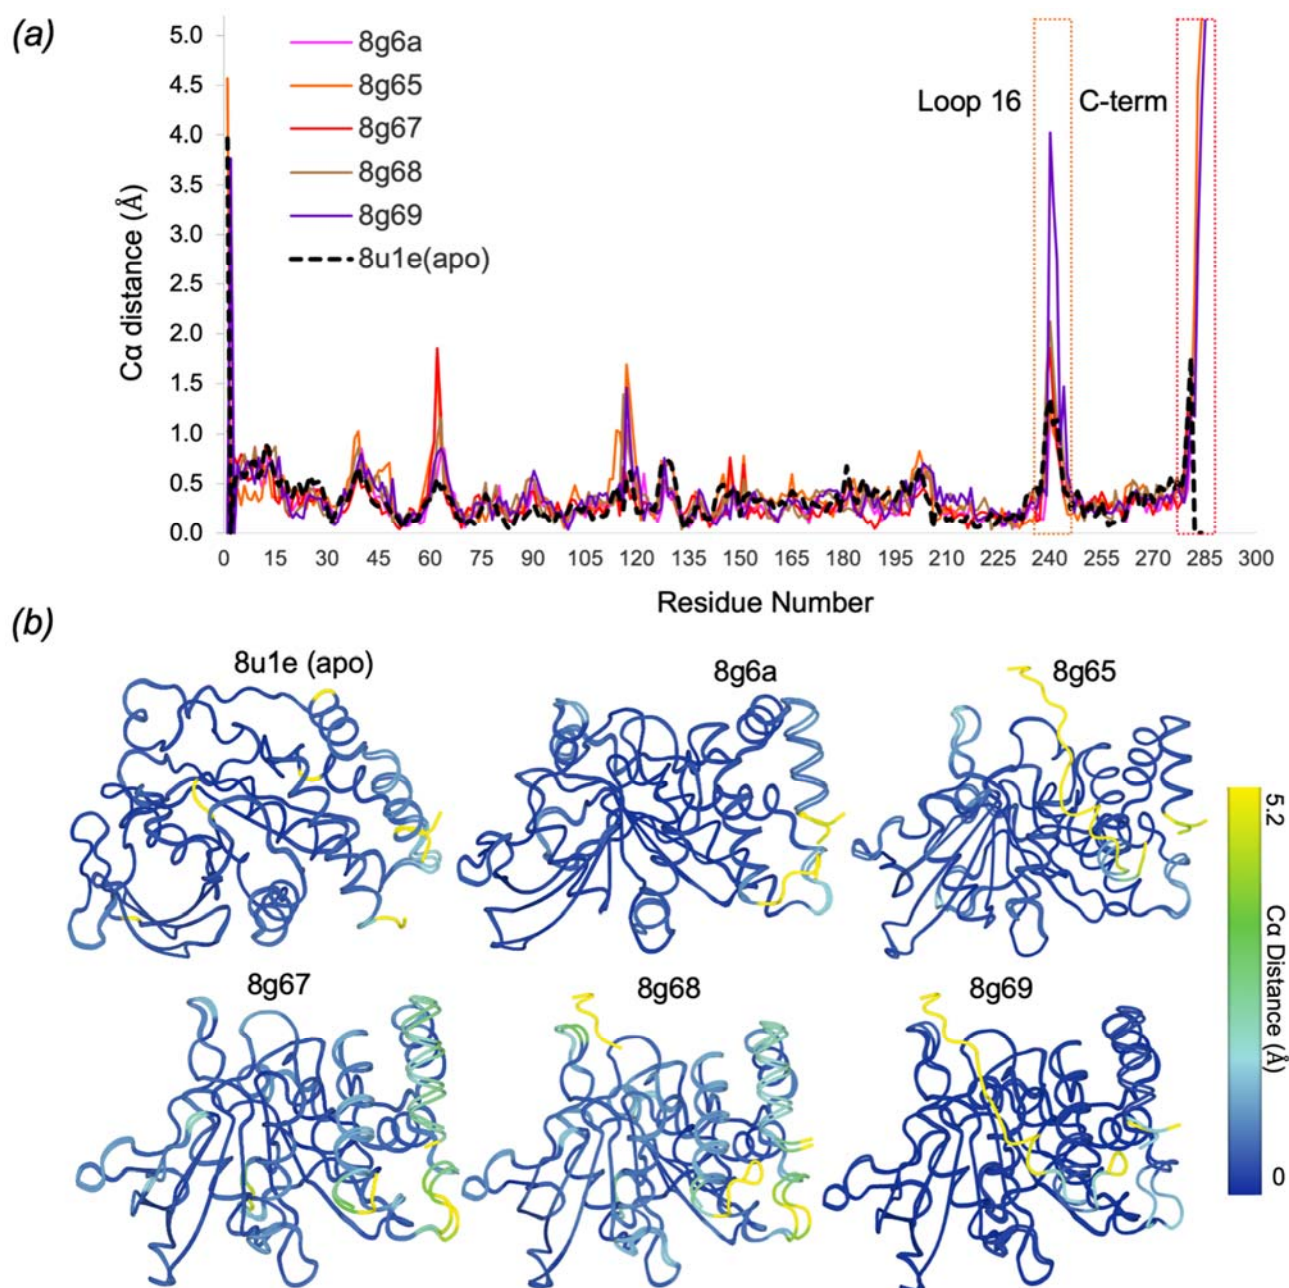 (a)
5.0
4.5
4.0
3.5
3.0
2.5
2.0
1.5
1.0
0.5
0.0
Cα distance (Å)
8g6a
8g65
8g67
8g68
8g69
8u1e(apo)
Loop 16
C-term
0 15 30 45 60 75 90 105 120 135 150 165 180 195 210 225 240 255 270 285 300
Residue Number
(b)
8u1e (apo)
8g6a
8g65
8g67
8g68
8g69
5.2
Cα Distance (Å)
0